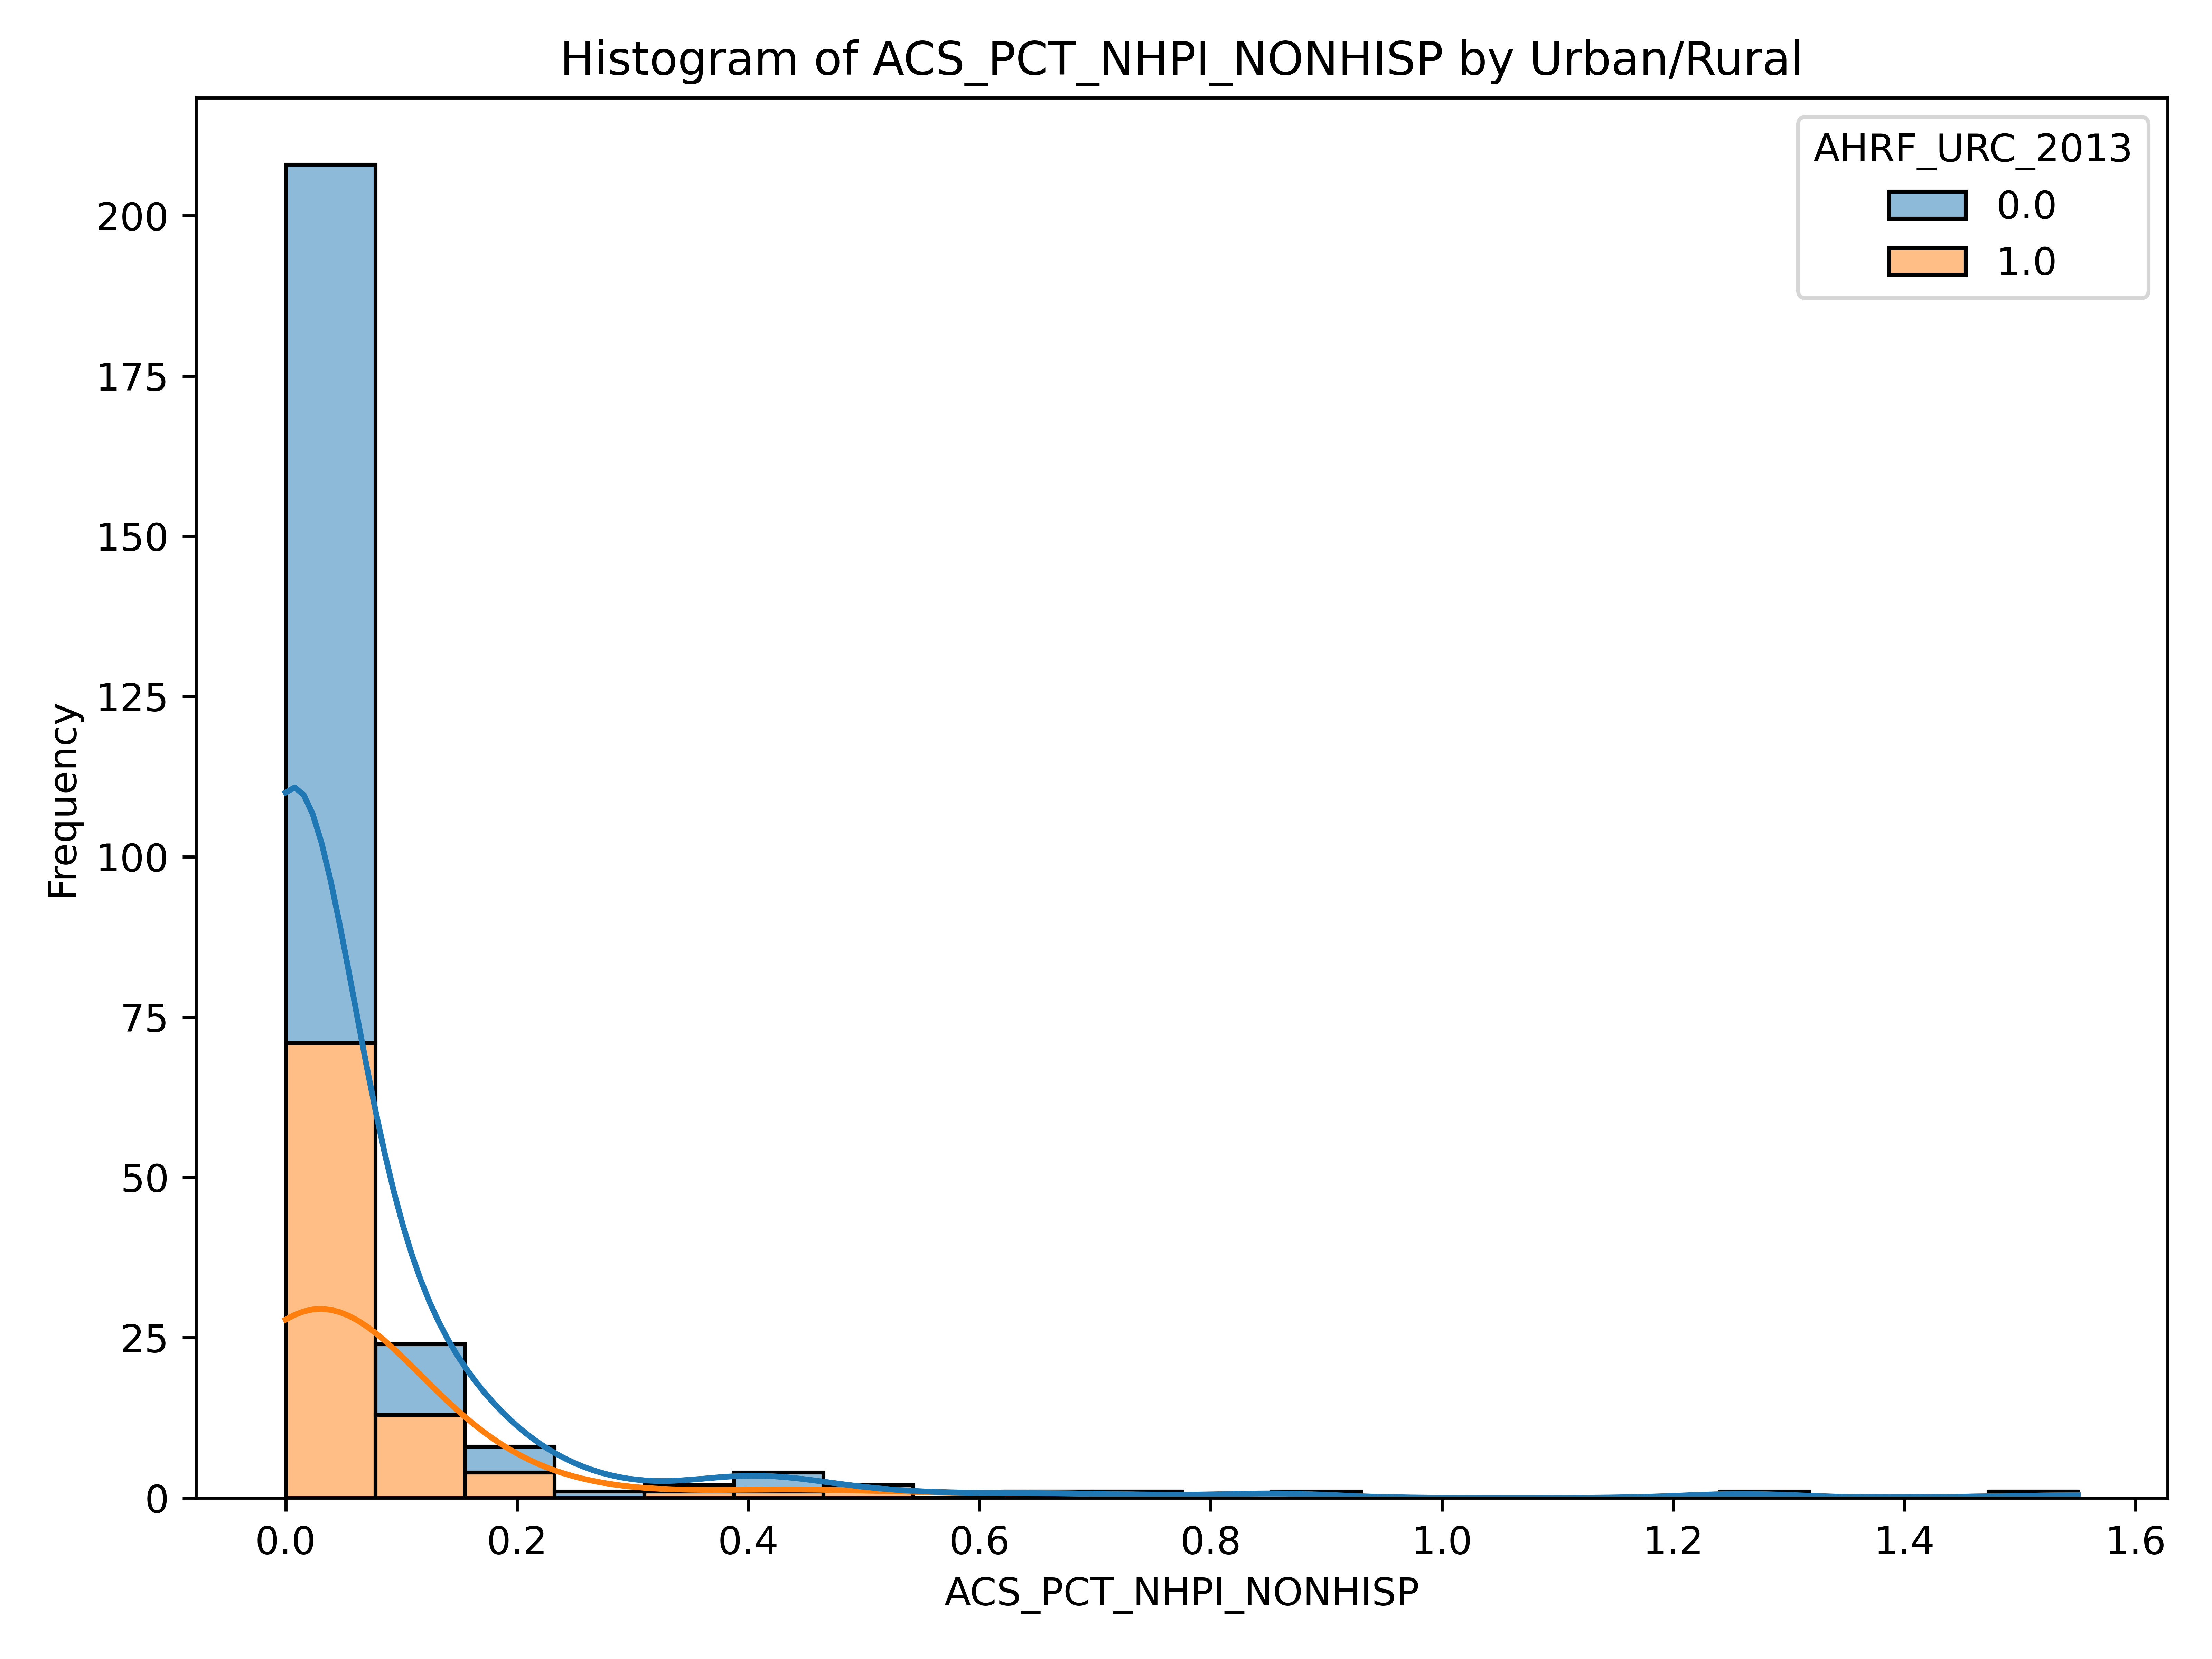 Histogram of ACS_PCT_NHPI_NONHISP by Urban/Rural
AHRF_URC_2013
0.0
1.0
Frequency
200
175
150
125
100
75
50
25
0
0.0 0.2 0.4 0.6 0.8 1.0 1.2 1.4 1.6
ACS_PCT_NHPI_NONHISP